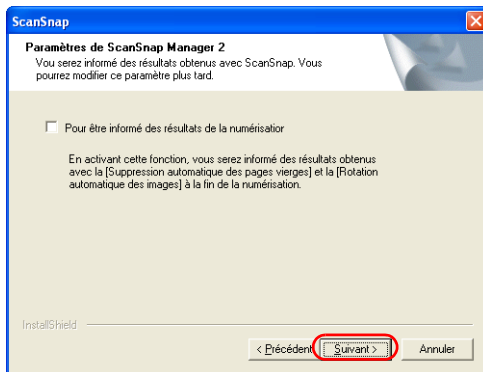 ScanSnap
Paramètres de ScanSnap Manager 2
Vou serez informé des résultats obtenus avec ScanSnap. Vous
pourrez modifier ce paramètre plus tard.
Pour être informé des résultats de la numérisatior
En activant cette fonction, vous serez informé des résultats obtenus
avec la [Suppression automatique des pages vierges] et la [Rotation
automatique des images] à la fin de la numérisation.
InstallShield
< Précédent Suivant > Annuler